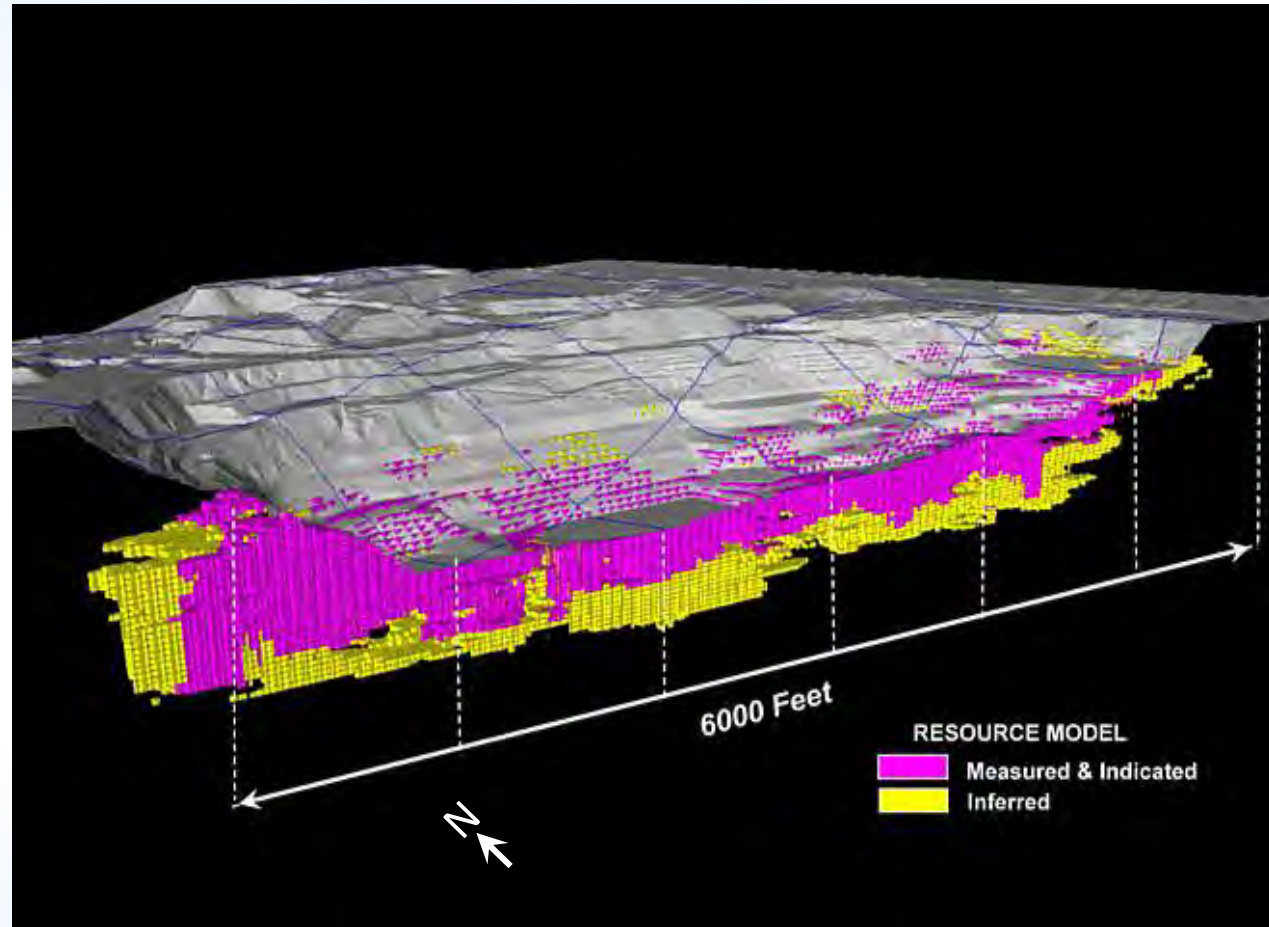 6000 Feet
RESOURCE MODEL
Measured & Indicated
Inferred
N